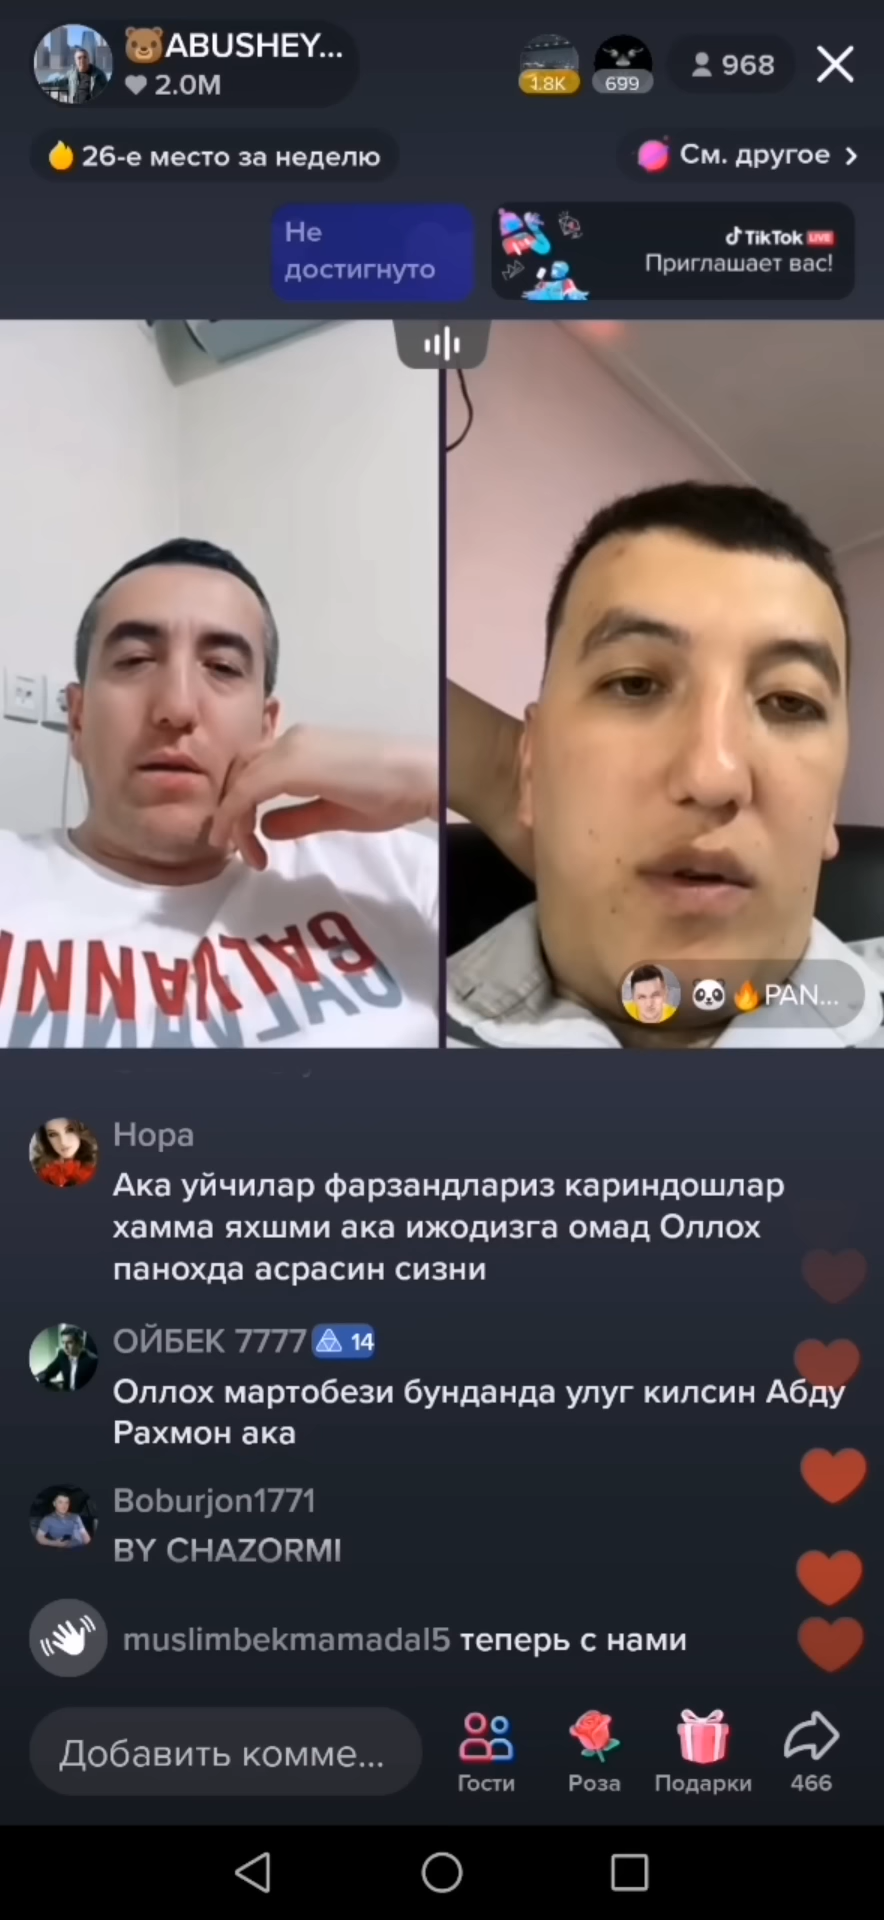 🐻ABUSHEY...
2.0M
1.8K
699
968
26-е место за неделю
См. другое
Не
достигнуто
TikTok LIVE
Приглашает вас!
GALVANNI
🐼🔥PAN...
Нора
Ака уйчилар фарзандлариз кариндошлар
хамма яхшми ака ижодизга омад Оллох
панохда асрасин сизни
ОЙБЕК 7777 14
Оллох мартобези бунданда улуг килсин Абду
Рахмон ака
Boburjon1771
BY CHAZORMI
muslimbekmamadal5 теперь с нами
Добавить комме...
Гости
Роза
Подарки
466